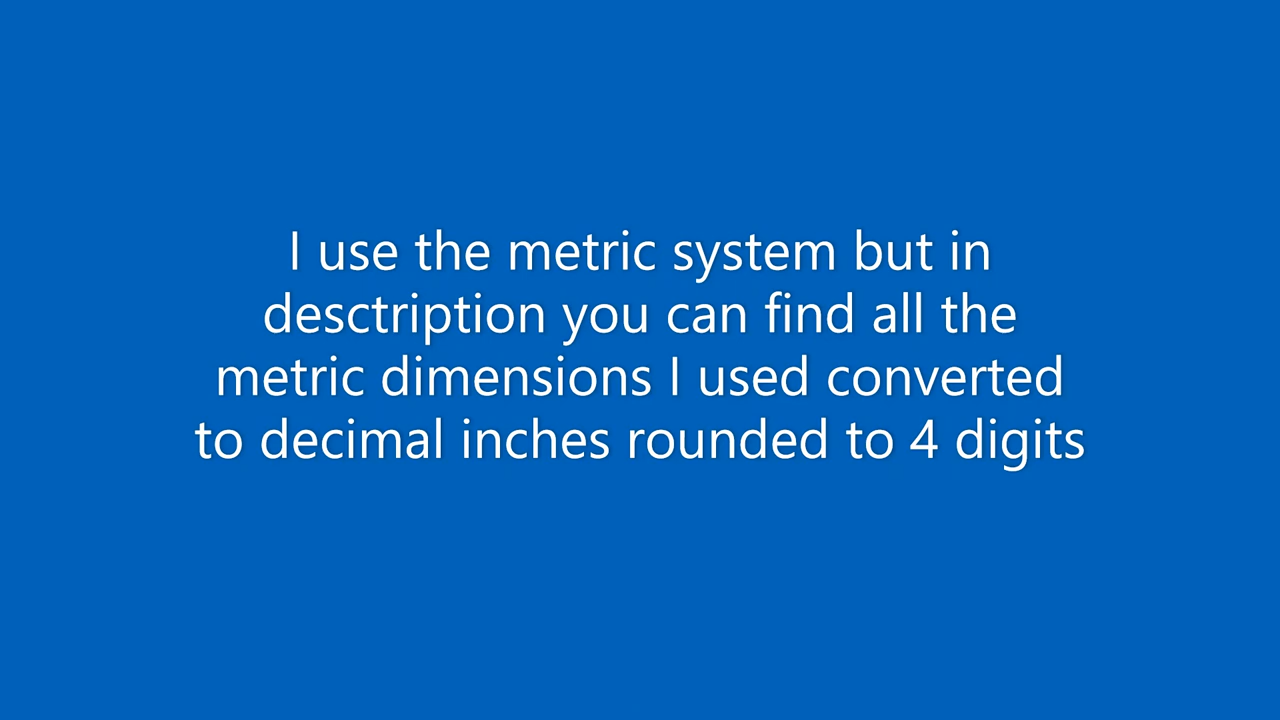 I use the metric system but in
desctription you can find all the
metric dimensions I used converted
to decimal inches rounded to 4 digits